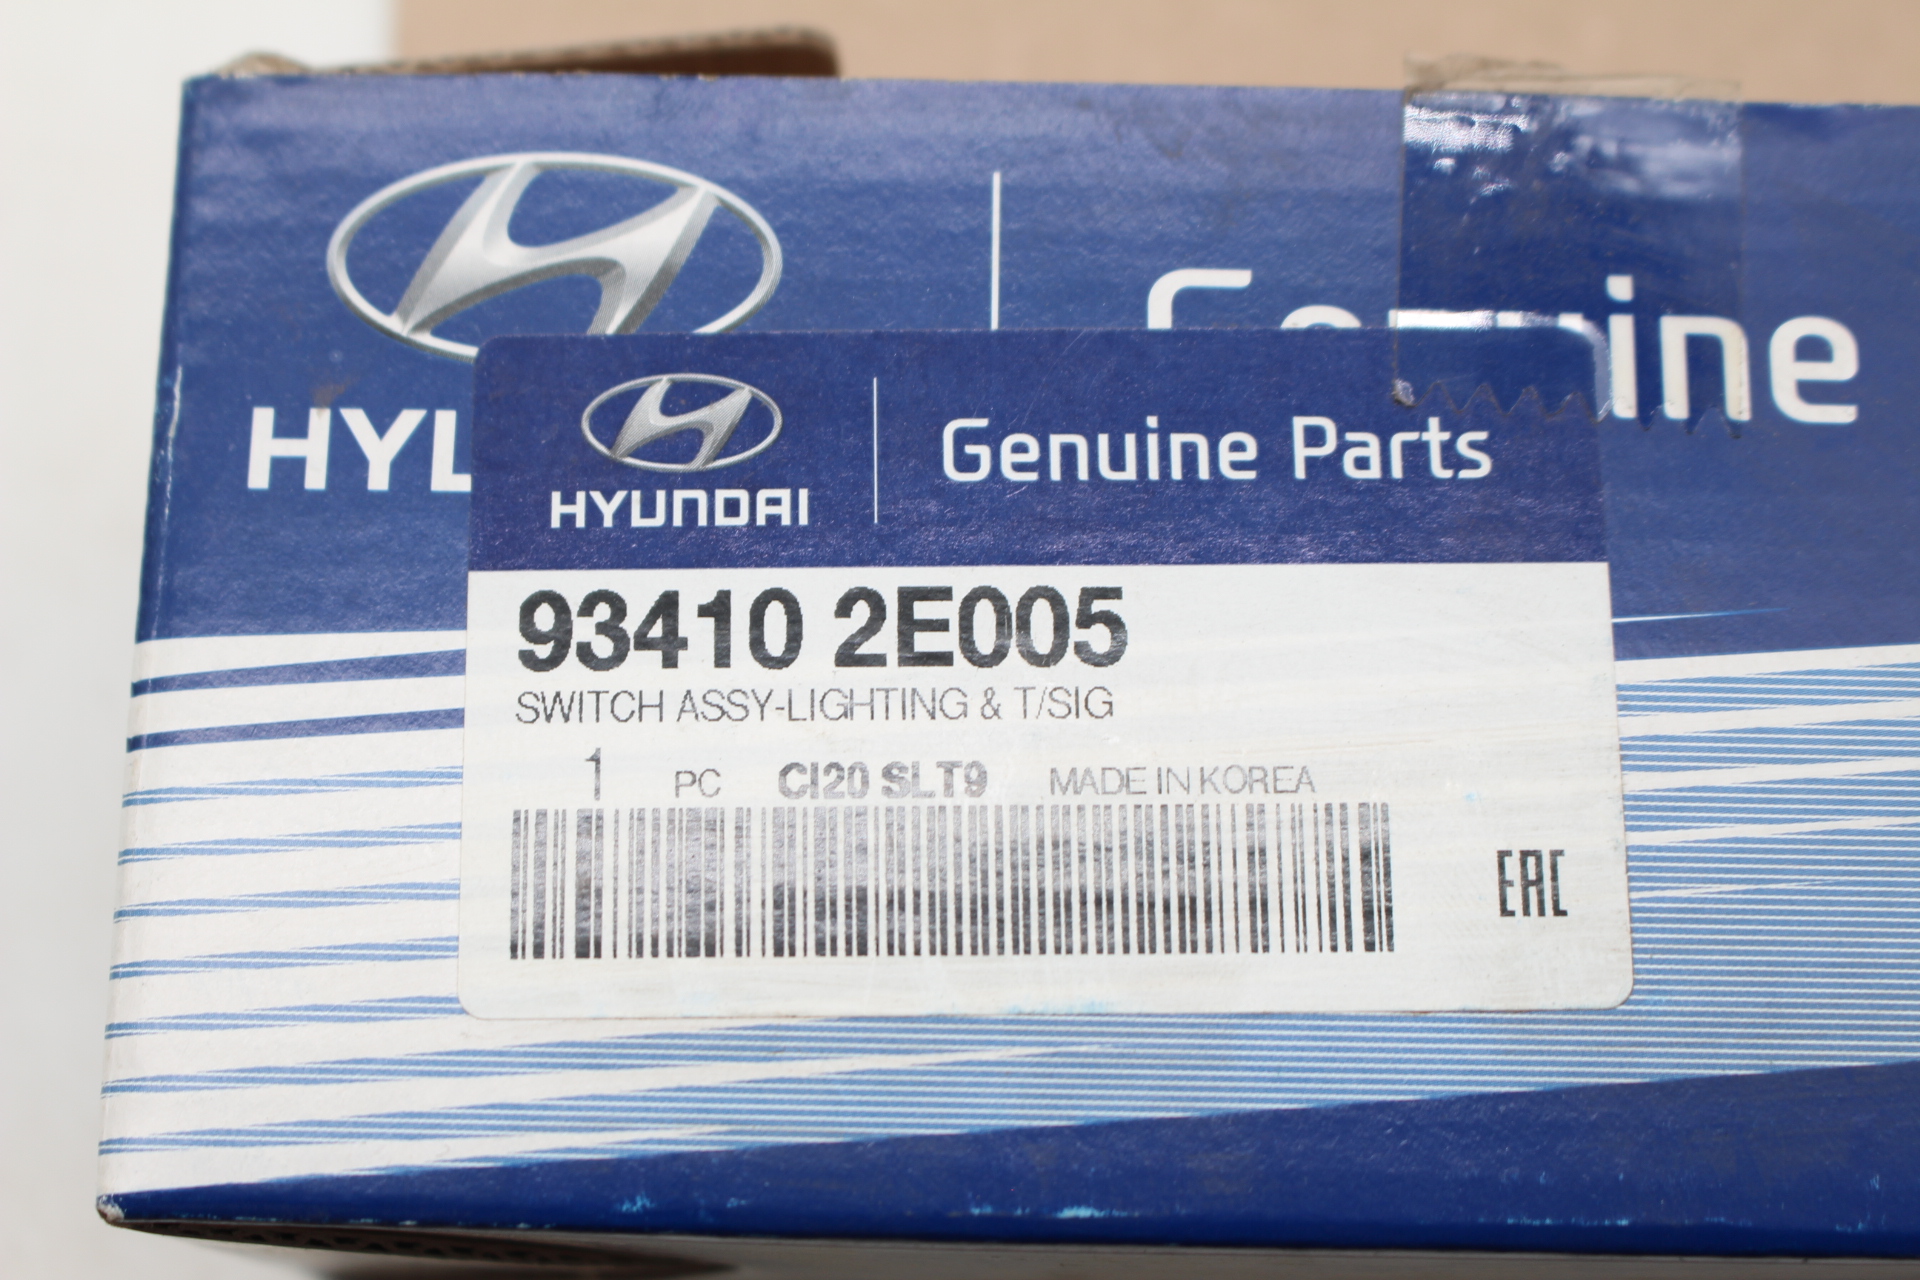 Genuine
HYU
HYUNDAI
Genuine Parts
93410 2E005
SWITCH ASSY-LIGHTING & T/SIG
1 PC CI20 SLT9 MADE IN KOREA
EAC